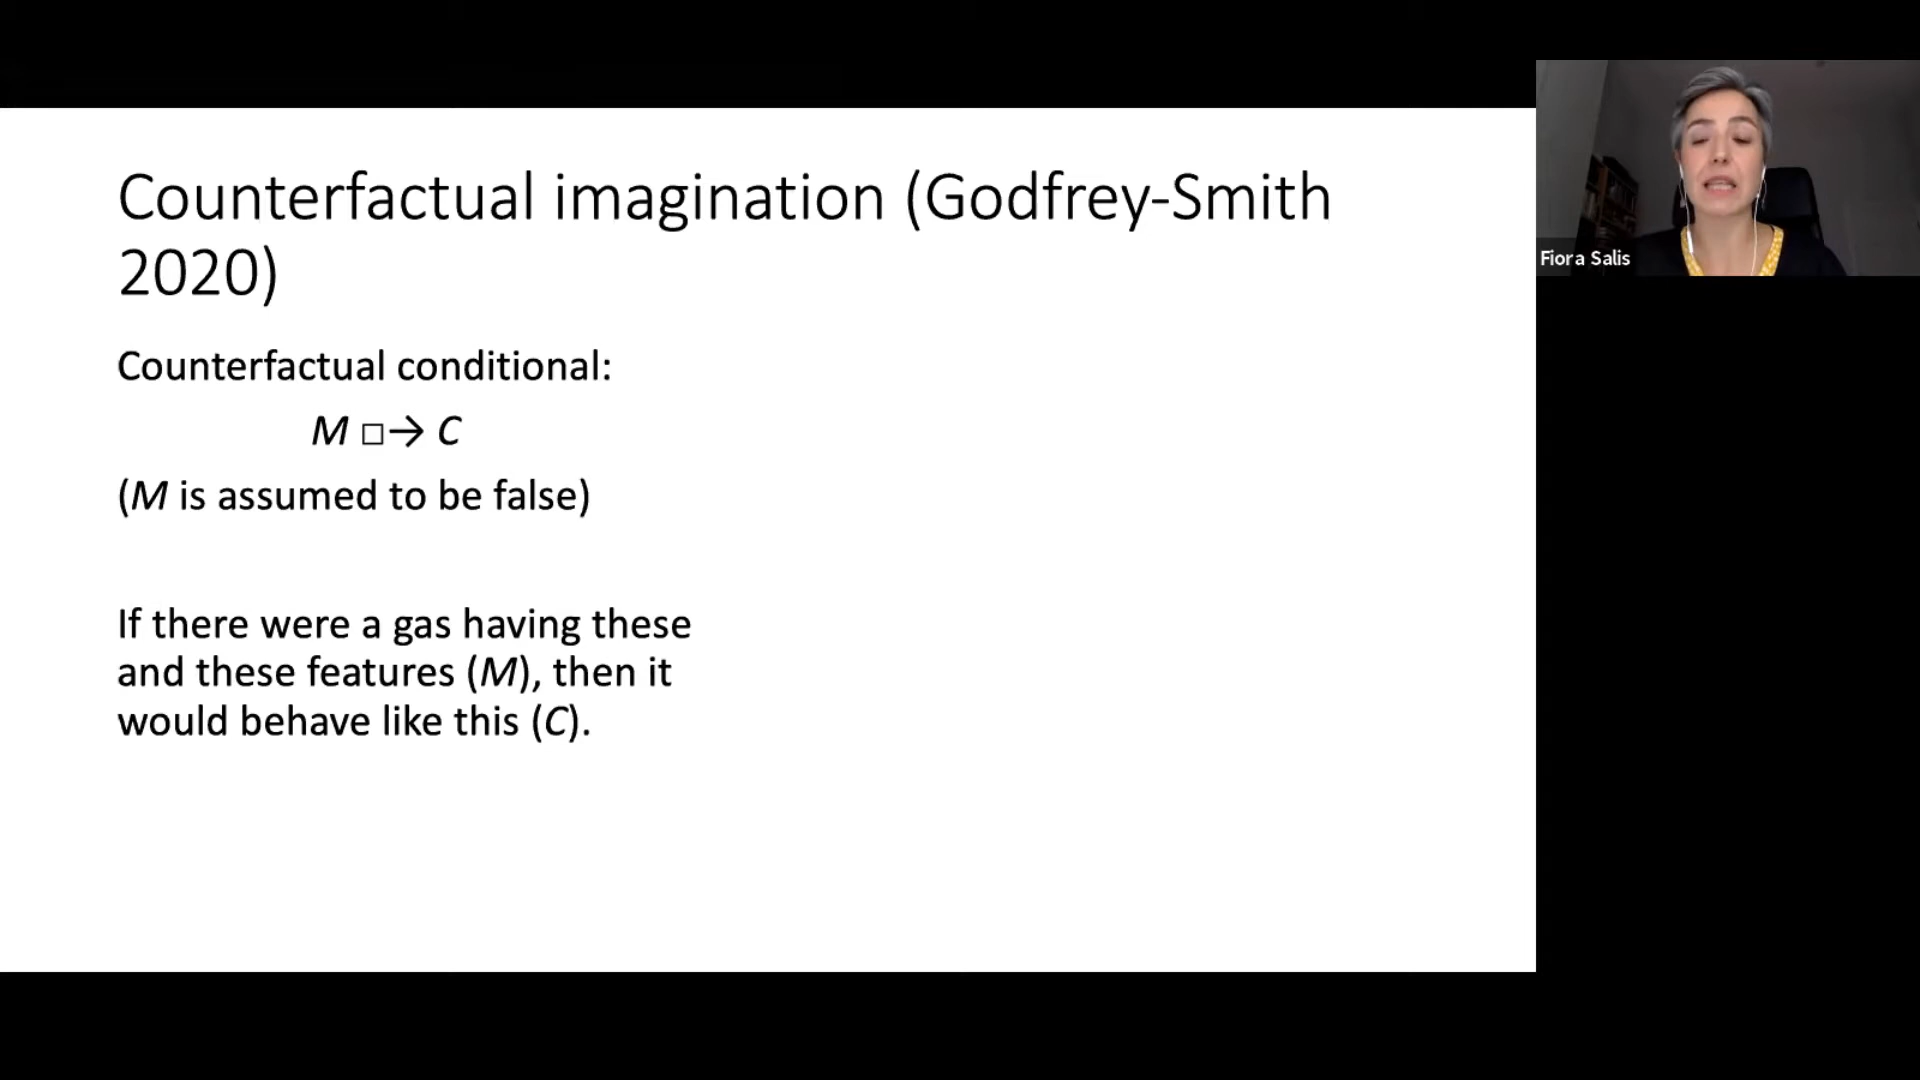 Counterfactual imagination (Godfrey-Smith
2020)
Counterfactual conditional:
M □→ C
(M is assumed to be false)
If there were a gas having these
and these features (M), then it
would behave like this (C).
Fiora Salis